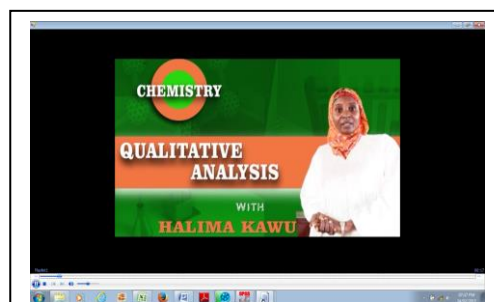 CHEMISTRY
QUALITATIVE
ANALYSIS
WITH
HALIMA KAWU